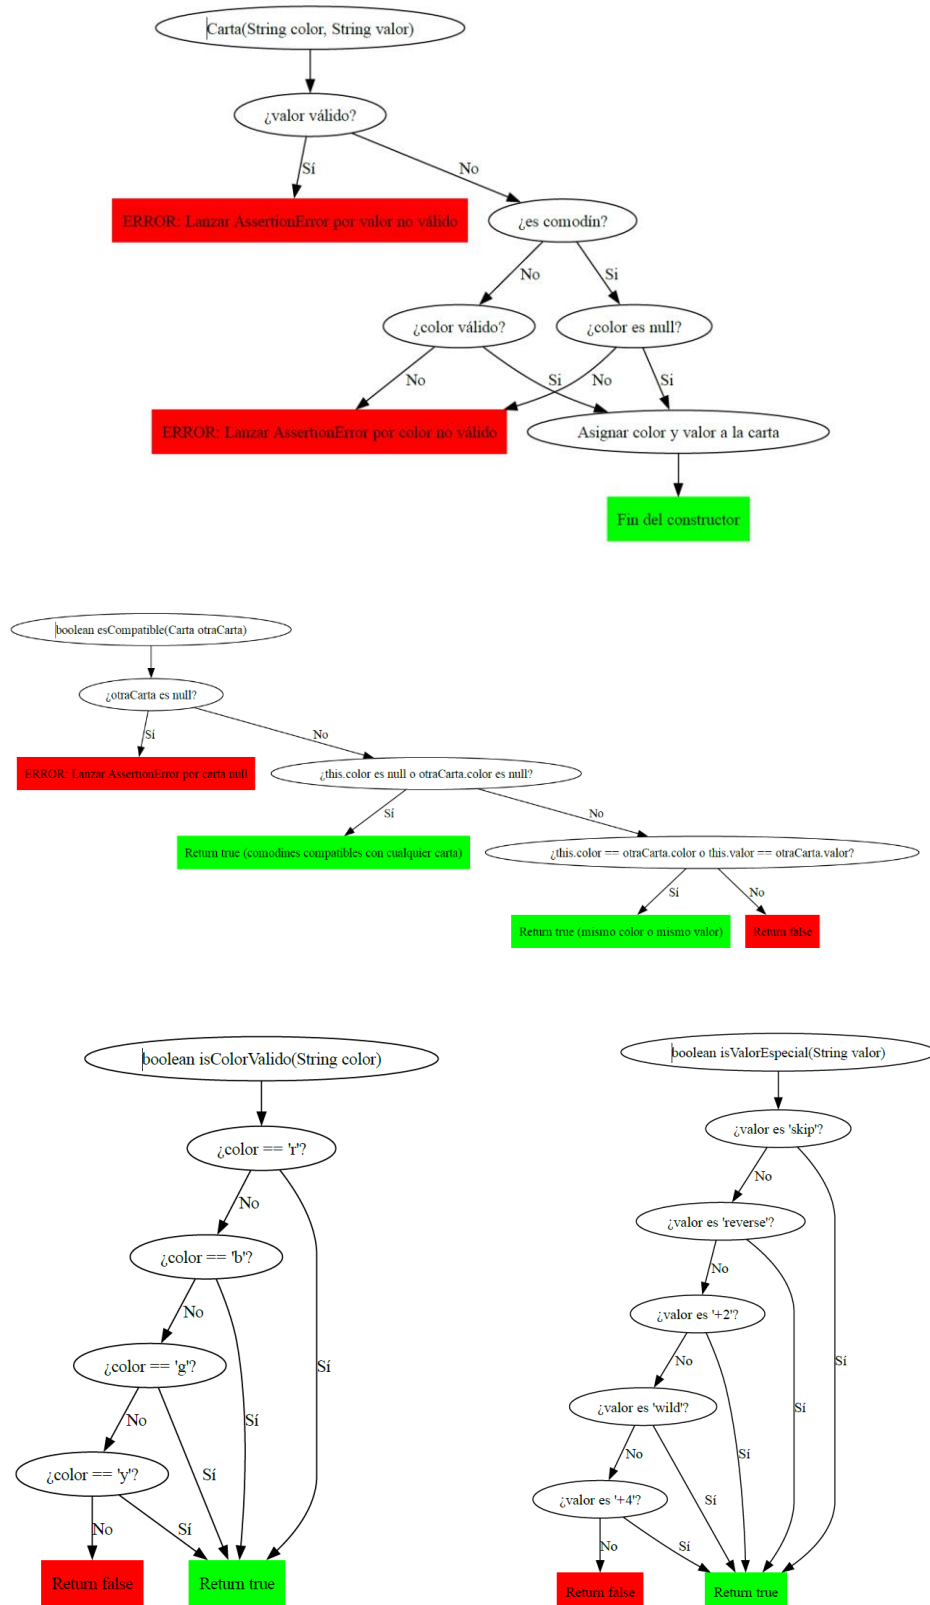 Carta(String color, String valor)
¿valor válido?
Sí
No
ERROR: Lanzar AssertionError por valor no válido
¿es comodín?
No
Si
¿color válido?
¿color es null?
No
Si
No
Si
ERROR: Lanzar AssertionError por color no válido
Asignar color y valor a la carta
Fin del constructor
boolean esCompatible(Carta otraCarta)
¿otraCarta es null?
Sí
No
ERROR: Lanzar AssertionError por carta null
¿this.color es null o otraCarta.color es null?
Sí
No
Return true (comodines compatibles con cualquier carta)
¿this.color == otraCarta.color o this.valor == otraCarta.valor?
Sí
No
Return true (mismo color o mismo valor)
Return false
boolean isColorValido(String color)
¿color == 'r'?
No
¿color == 'b'?
No
¿color == 'g'?
Sí
No
Sí
¿color == 'y'?
Sí
No
Sí
Return false
Return true
boolean isValorEspecial(String valor)
¿valor es 'skip'?
No
¿valor es 'reverse'?
No
¿valor es '+2'?
No
Sí
¿valor es 'wild'?
Sí
No
Sí
¿valor es '+4'?
Sí
No
Sí
Return false
Return true